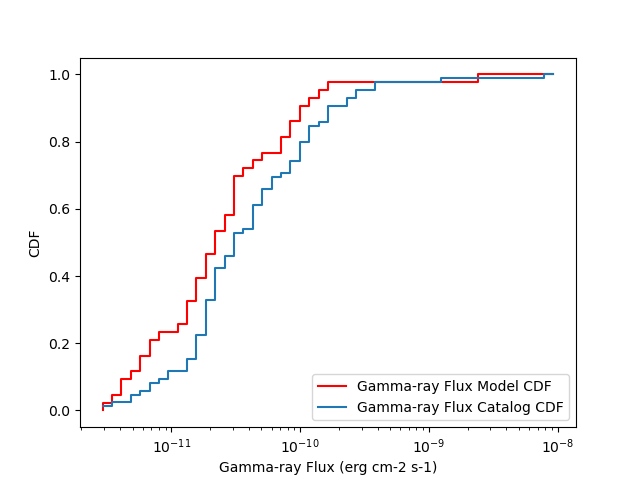 1.0
0.8
0.6
0.4
0.2
0.0
CDF
10⁻¹¹
10⁻¹⁰
10⁻⁹
10⁻⁸
Gamma-ray Flux (erg cm-2 s-1)
Gamma-ray Flux Model CDF
Gamma-ray Flux Catalog CDF